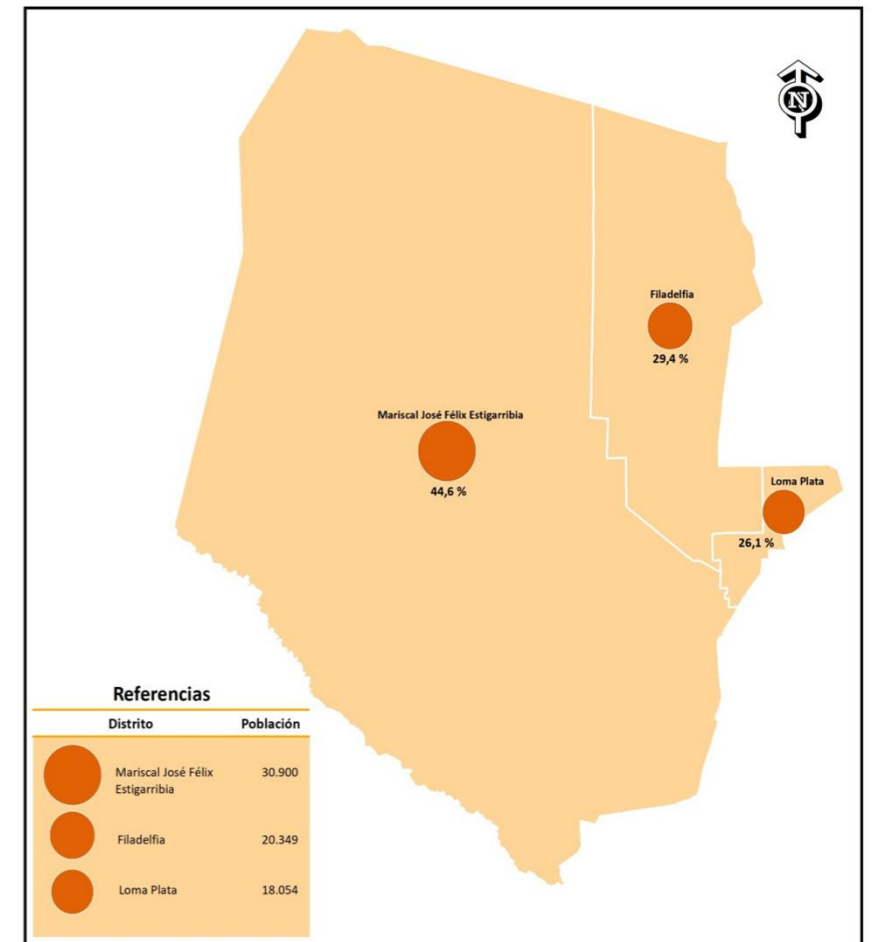 N
Filadelfia
29,4 %
Mariscal José Félix Estigarribia
44,6 %
Loma Plata
26,1 %
Referencias
Distrito Población
Mariscal José Félix 30.900
Estigarribia
Filadelfia 20.349
Loma Plata 18.054